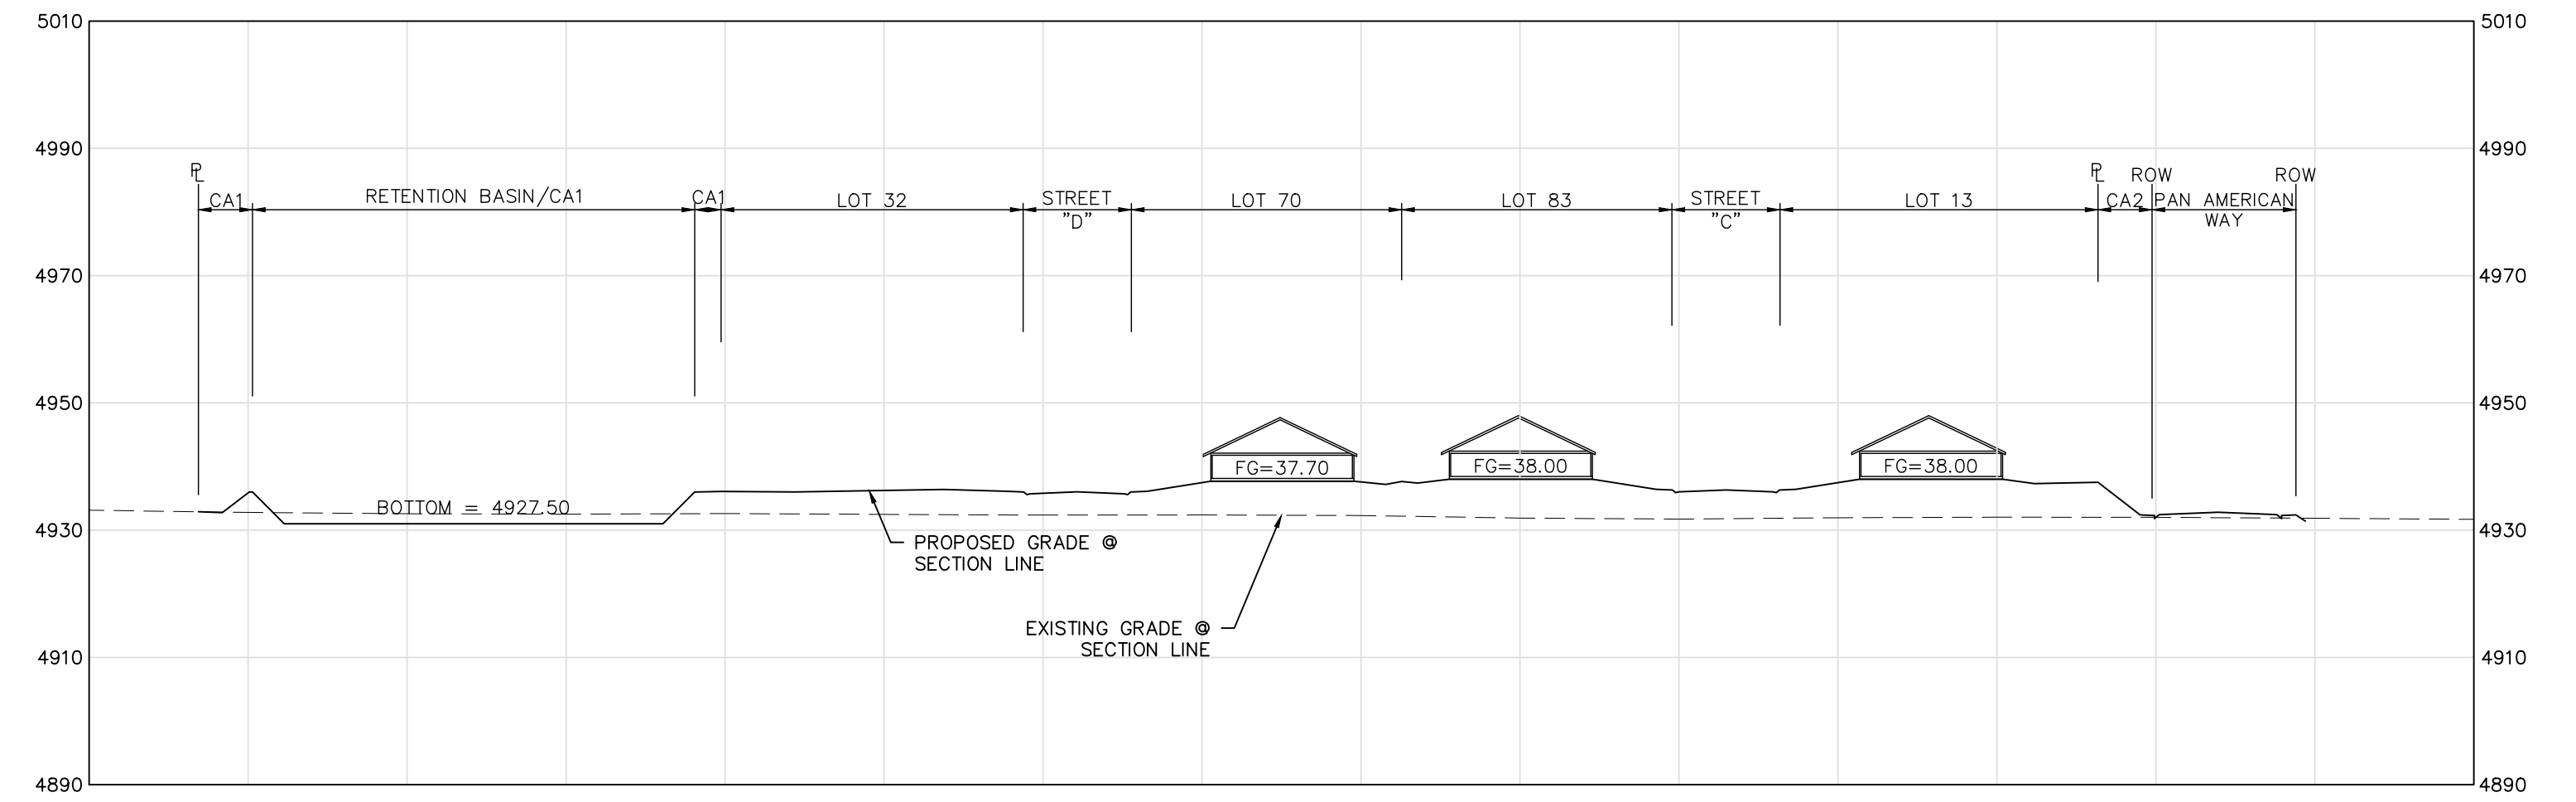 5010
5010
4990
4990
PL
PL
ROW
ROW
CA1
RETENTION BASIN/CA1
CA1
LOT 32
STREET
"D"
LOT 70
LOT 83
STREET
"C"
LOT 13
CA2
PAN AMERICAN
WAY
4970
4970
4950
4950
FG=37.70
FG=38.00
FG=38.00
BOTTOM = 4927.50
4930
4930
PROPOSED GRADE @
SECTION LINE
EXISTING GRADE @
SECTION LINE
4910
4910
4890
4890